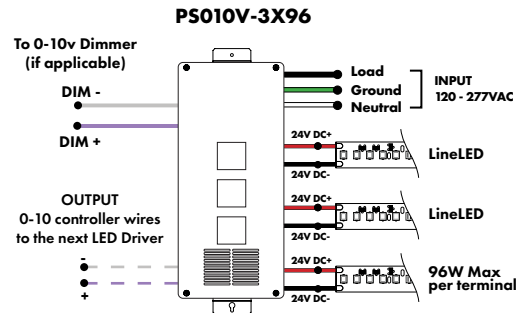 PS010V-3X96
To 0-10v Dimmer
(if applicable)
DIM -
DIM +
OUTPUT
0-10 controller wires
to the next LED Driver
-
+
Load
Ground
Neutral
INPUT
120 - 277VAC
24V DC+
24V DC-
LineLED
24V DC+
24V DC-
LineLED
24V DC+
24V DC-
96W Max
per terminal